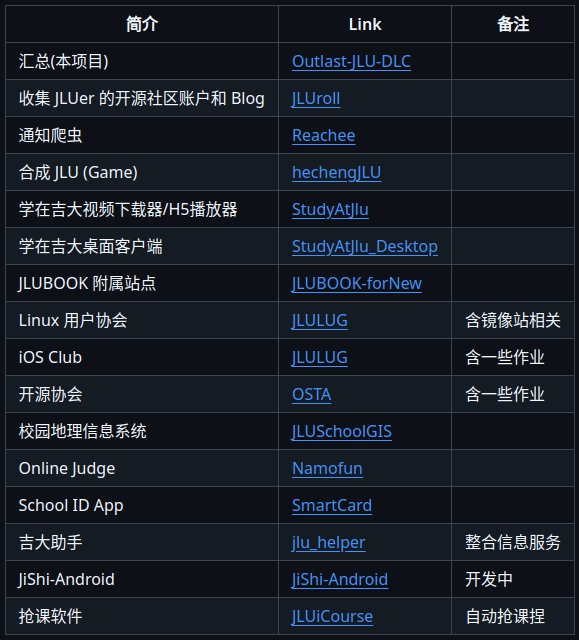 简介 Link 备注
汇总(本项目) Outlast-JLU-DLC
收集 JLUer 的开源社区账户和 Blog JLUroll
通知爬虫 Reachee
合成 JLU (Game) hechengJLU
学在吉大视频下载器/H5播放器 StudyAtJlu
学在吉大桌面客户端 StudyAtJlu_Desktop
JLUBOOK 附属站点 JLUBOOK-forNew
Linux 用户协会 JLULUG 含镜像站相关
iOS Club JLULUG 含一些作业
开源协会 OSTA 含一些作业
校园地理信息系统 JLUSchoolGIS
Online Judge Namofun
School ID App SmartCard
吉大助手 jlu_helper 整合信息服务
JiShi-Android JiShi-Android 开发中
抢课软件 JLUiCourse 自动抢课捏